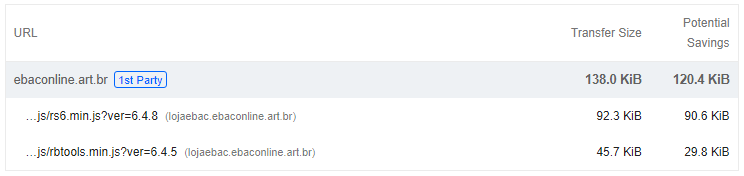 URL Transfer Size Potential Savings
ebaconline.art.br 1st Party 138.0 KiB 120.4 KiB
…js/rs6.min.js?ver=6.4.8 (lojaebac.ebaconline.art.br) 92.3 KiB 90.6 KiB
…js/rbtools.min.js?ver=6.4.5 (lojaebac.ebaconline.art.br) 45.7 KiB 29.8 KiB